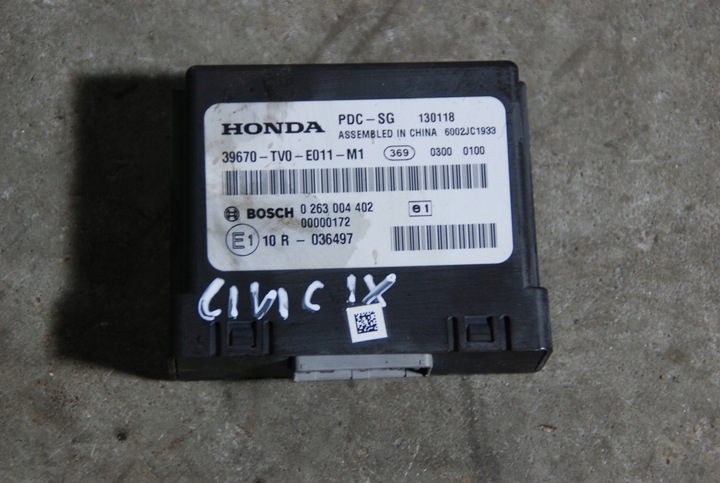 HONDA PDC-SG 130118
ASSEMBLED IN CHINA 6002JC1933
39670-TV0-E011-M1 369 0300 0100
BOSCH 0 263 004 402 e1
00000172
E1 10 R - 036497
CIVIC IX